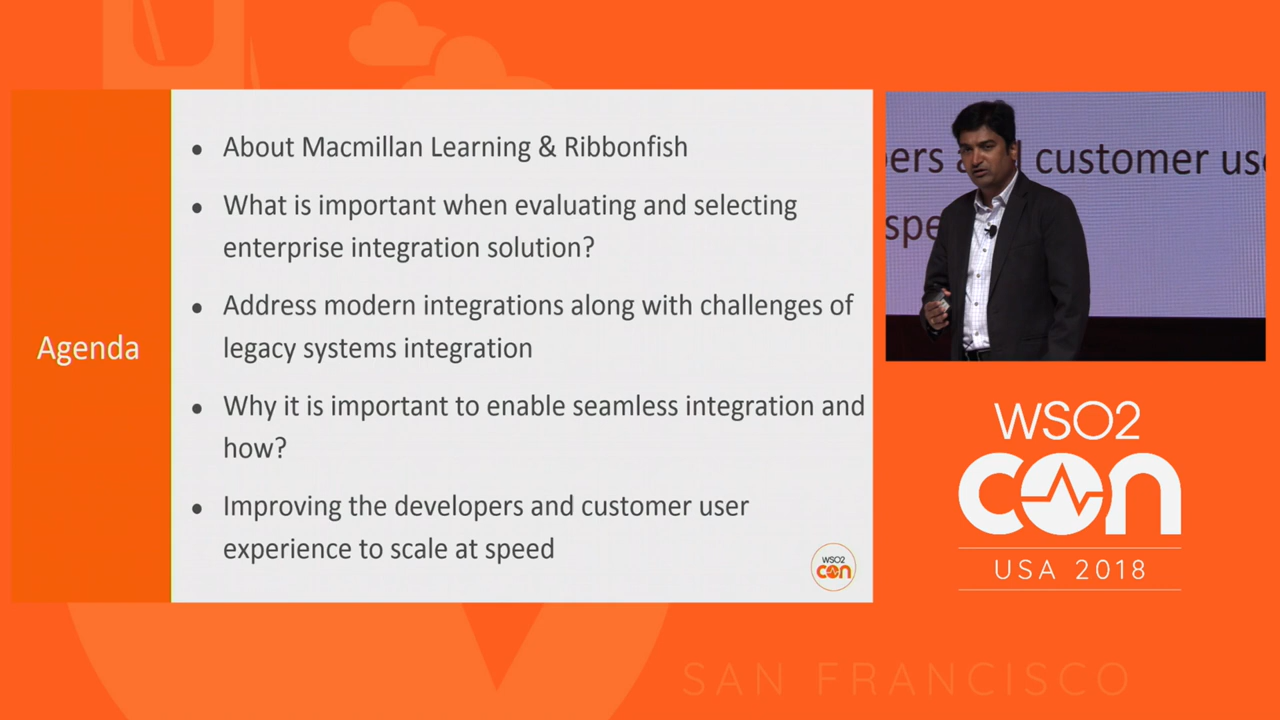 Agenda
• About Macmillan Learning & Ribbonfish
• What is important when evaluating and selecting
enterprise integration solution?
• Address modern integrations along with challenges of
legacy systems integration
• Why it is important to enable seamless integration and
how?
• Improving the developers and customer user
experience to scale at speed
WSO2
con
ers a customer us
spe
WSO2
con
USA 2018
SAN FRANCISCO